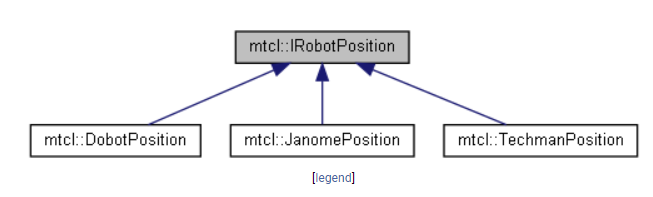 mtcl::IRobotPosition
mtcl::DobotPosition mtcl::JanomePosition mtcl::TechmanPosition
[legend]